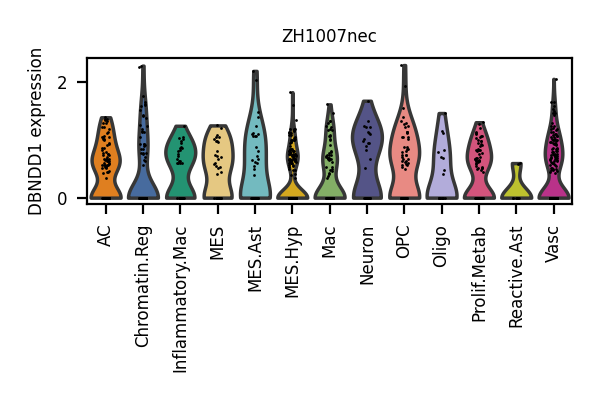 ZH1007nec
DBNDD1 expression
2
0
AC
Chromatin.Reg
Inflammatory.Mac
MES
MES.Ast
MES.Hyp
Mac
Neuron
OPC
Oligo
Prolif.Metab
Reactive.Ast
Vasc